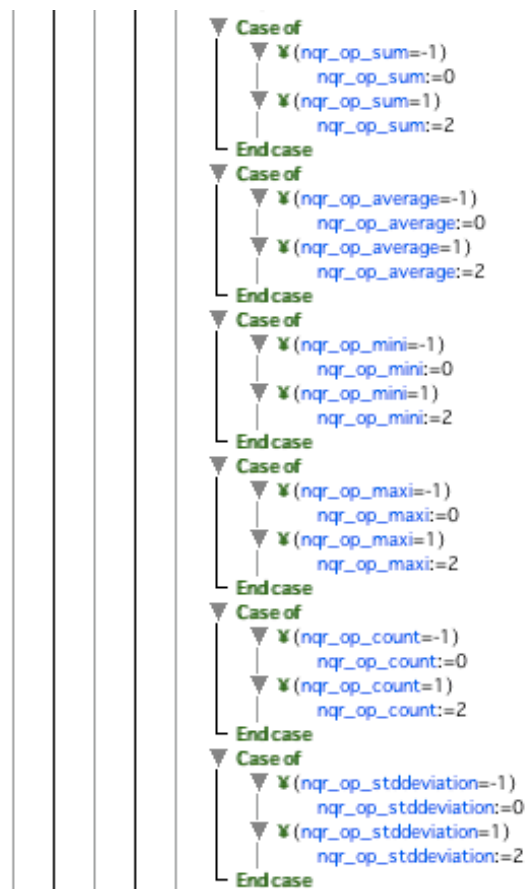 Case of
¥(nqr_op_sum=-1)
nqr_op_sum:=0
¥(nqr_op_sum=1)
nqr_op_sum:=2
End case
Case of
¥(nqr_op_average=-1)
nqr_op_average:=0
¥(nqr_op_average=1)
nqr_op_average:=2
End case
Case of
¥(nqr_op_mini=-1)
nqr_op_mini:=0
¥(nqr_op_mini=1)
nqr_op_mini:=2
End case
Case of
¥(nqr_op_maxi=-1)
nqr_op_maxi:=0
¥(nqr_op_maxi=1)
nqr_op_maxi:=2
End case
Case of
¥(nqr_op_count=-1)
nqr_op_count:=0
¥(nqr_op_count=1)
nqr_op_count:=2
End case
Case of
¥(nqr_op_stddeviation=-1)
nqr_op_stddeviation:=0
¥(nqr_op_stddeviation=1)
nqr_op_stddeviation:=2
End case